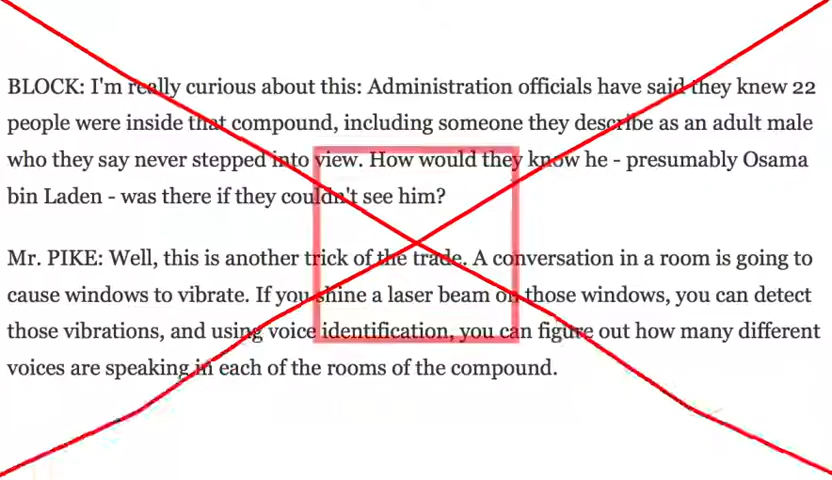 BLOCK: I'm really curious about this: Administration officials have said they knew 22
people were inside that compound, including someone they describe as an adult male
who they say never stepped into view. How would they know he - presumably Osama
bin Laden - was there if they couldn't see him?
Mr. PIKE: Well, this is another trick of the trade. A conversation in a room is going to
cause windows to vibrate. If you shine a laser beam on those windows, you can detect
those vibrations, and using voice identification, you can figure out how many different
voices are speaking in each of the rooms of the compound.